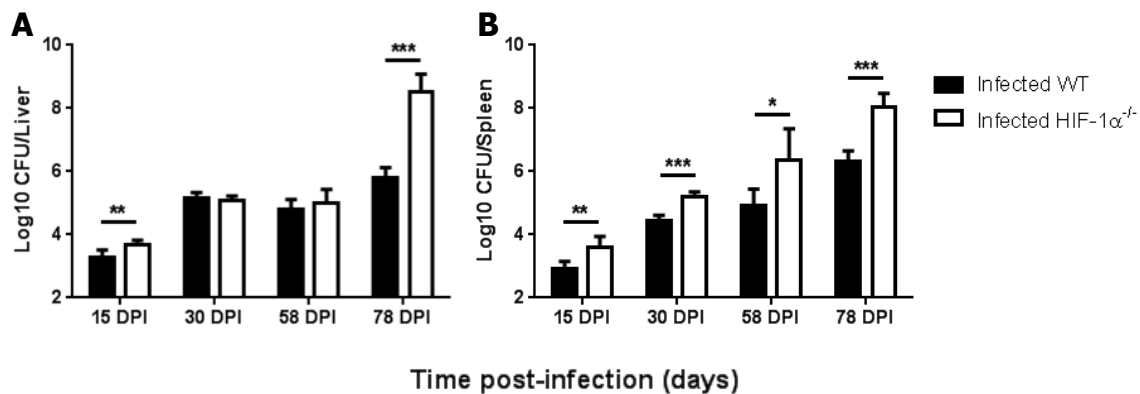 A
Log10 CFU/Liver
10
8
6
4
2
**
***
15 DPI 30 DPI 58 DPI 78 DPI
B
Log10 CFU/Spleen
10
8
6
4
2
**
***
*
***
15 DPI 30 DPI 58 DPI 78 DPI
Infected WT
Infected HIF-1α-/-
Time post-infection (days)